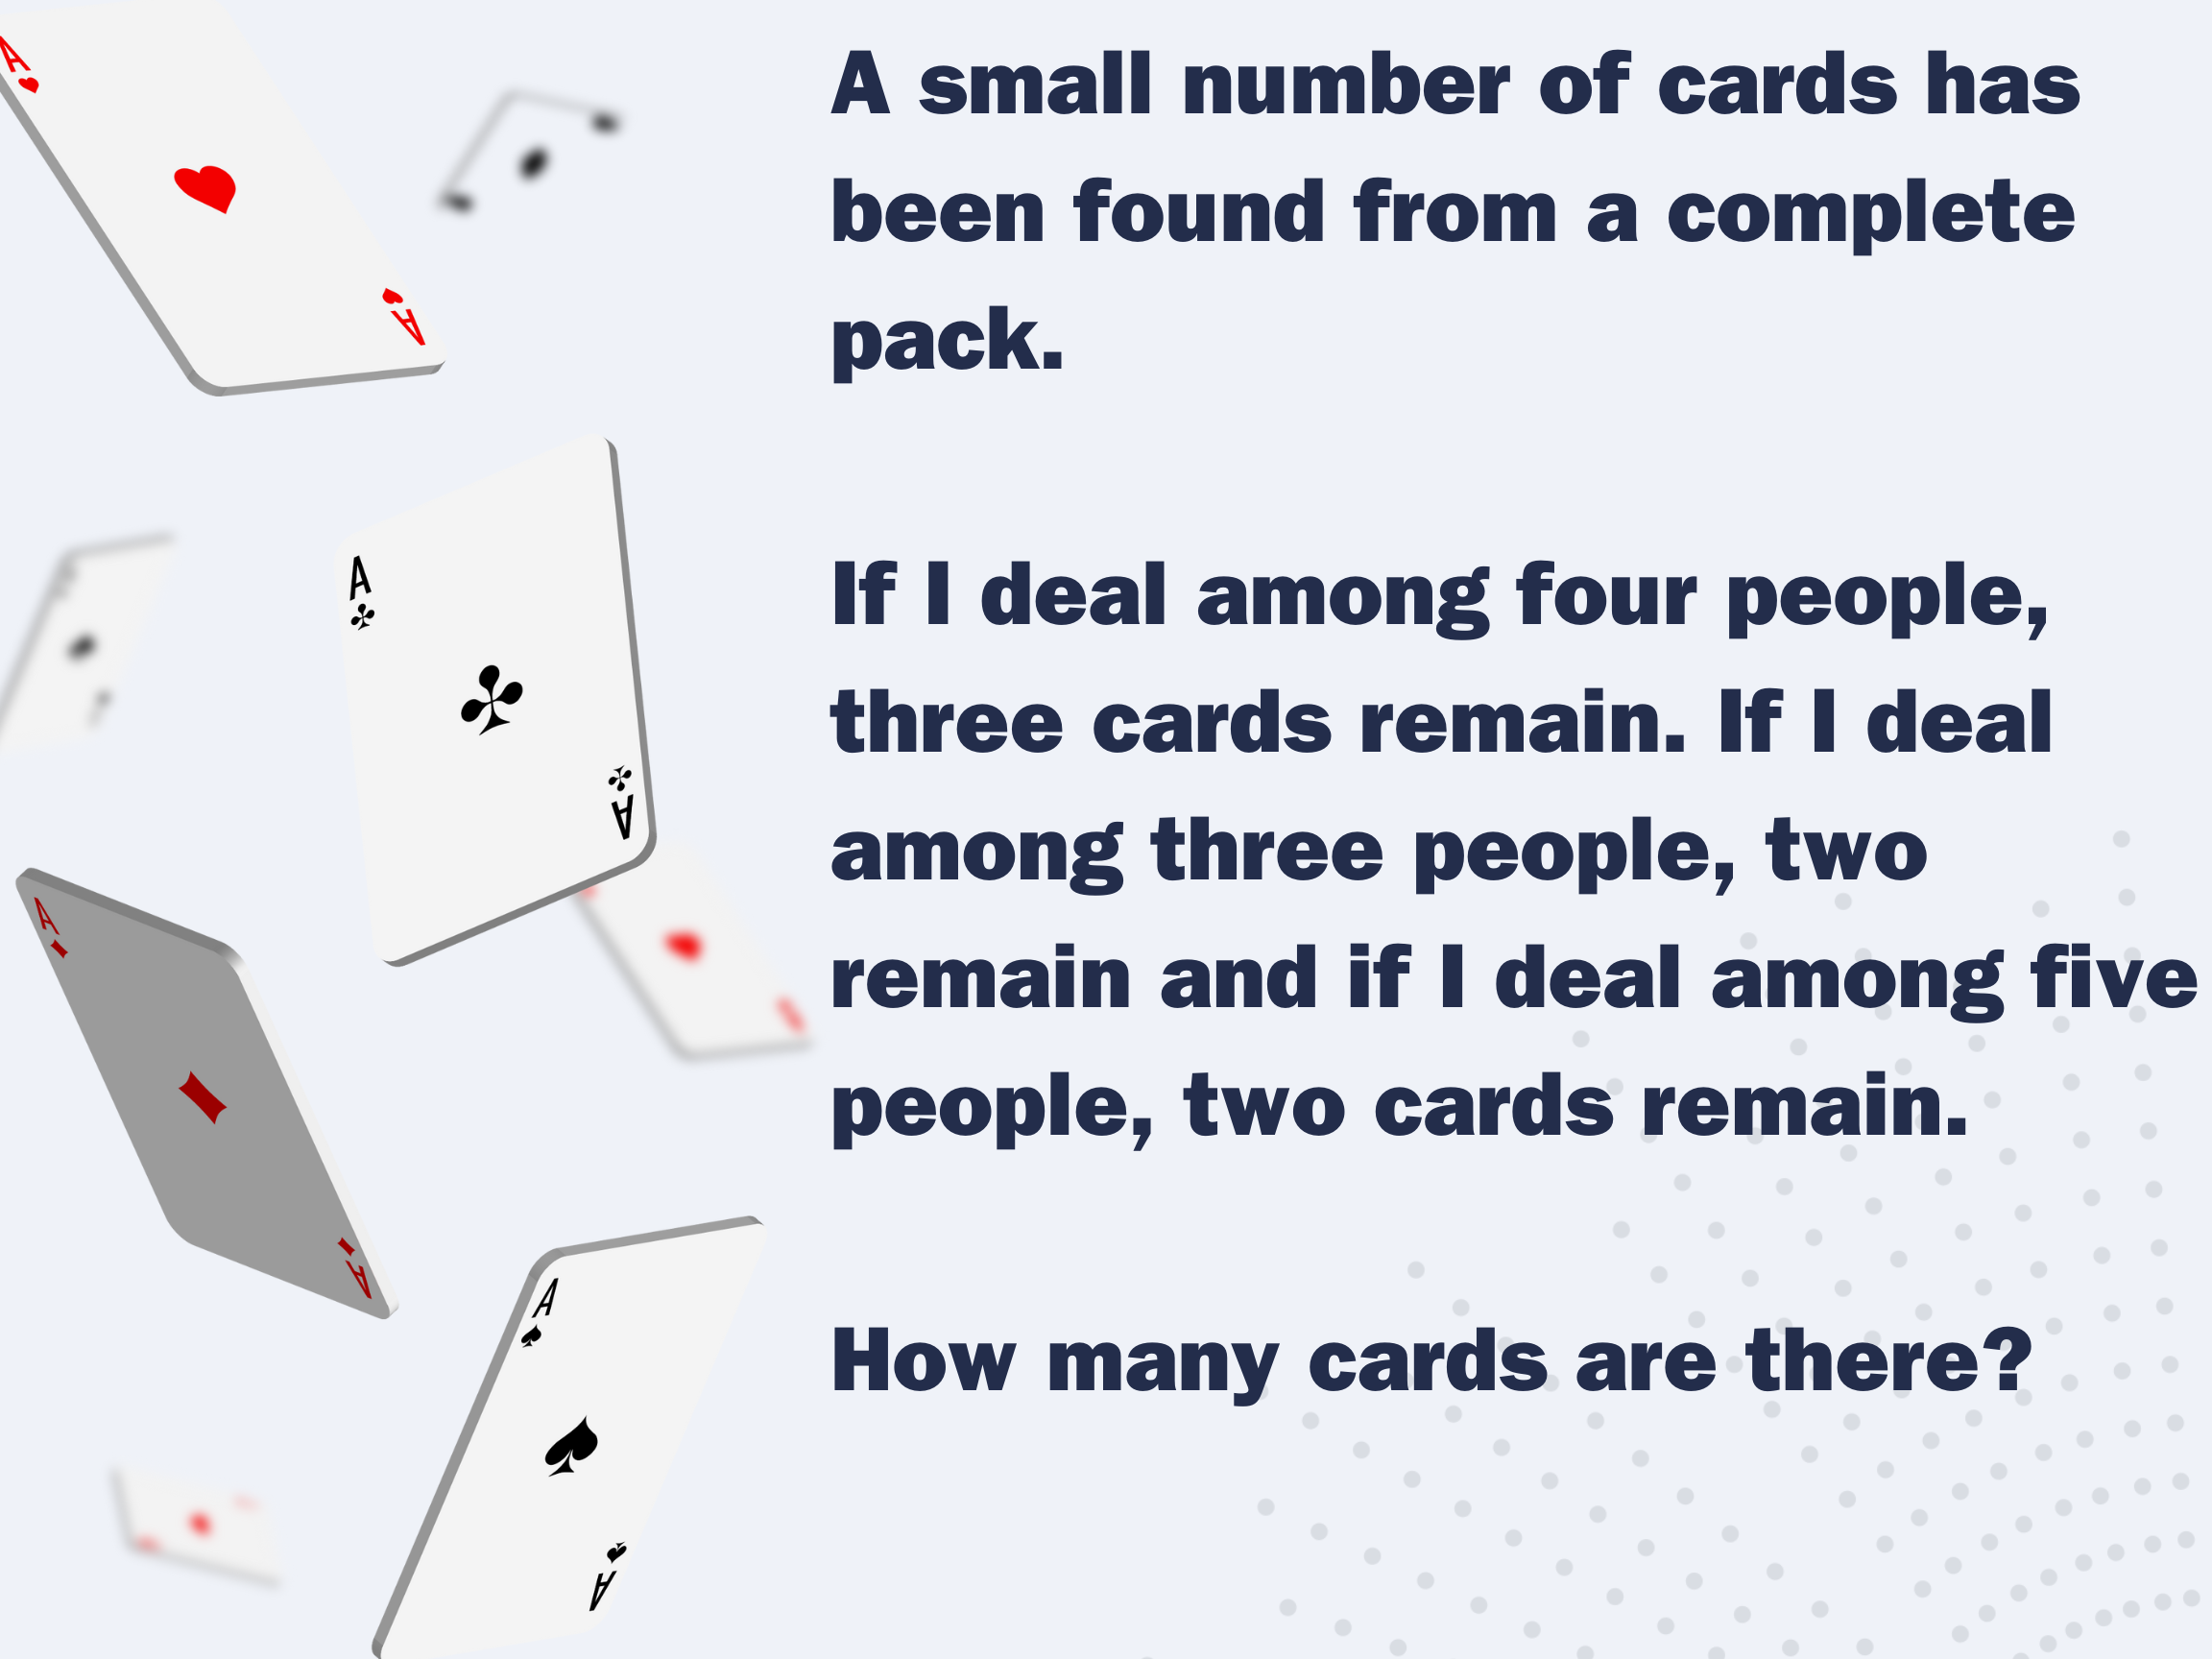 A small number of cards has
been found from a complete
pack.
If I deal among four people,
three cards remain. If I deal
among three people, two
remain and if I deal among five
people, two cards remain.
How many cards are there?
A
A
A
A
A
A
A
A